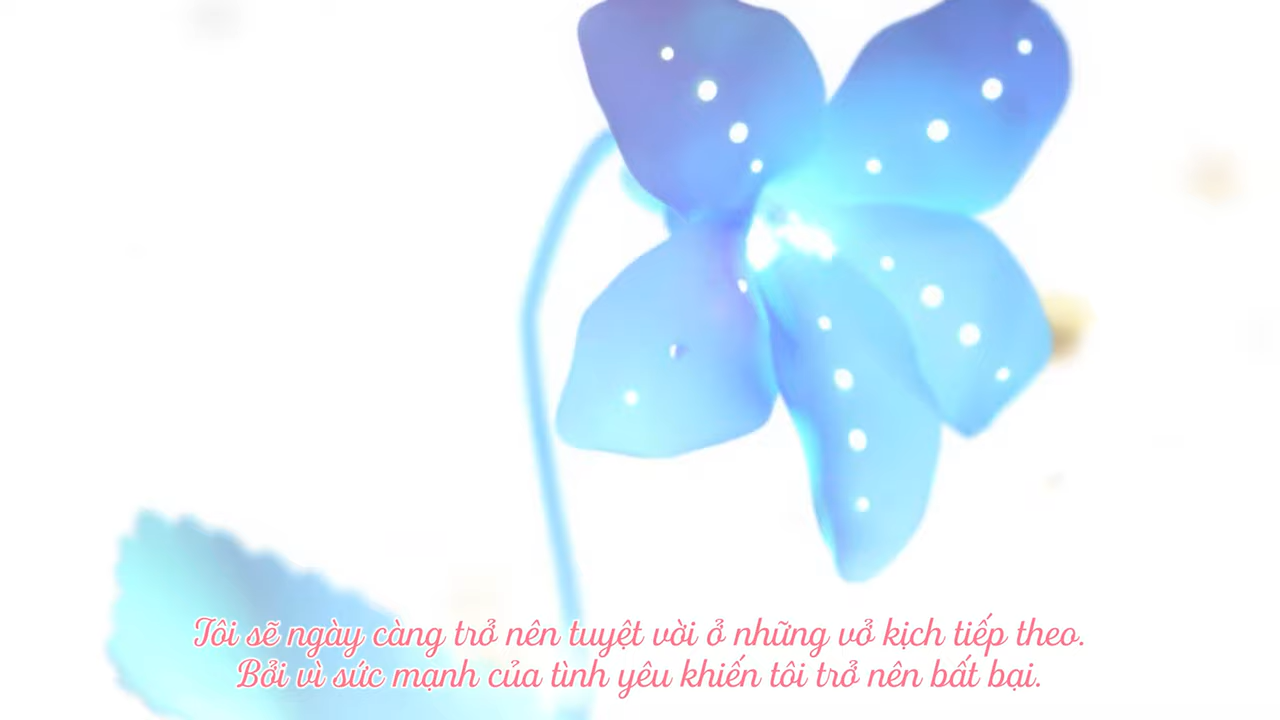 Tôi sẽ ngày càng trở nên tuyệt vời ở những vở kịch tiếp theo.
Bởi vì sức mạnh của tình yêu khiến tôi trở nên bất bại.